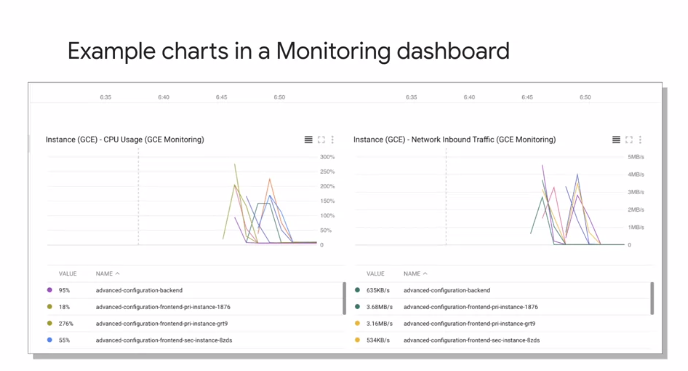 Example charts in a Monitoring dashboard
6:35 6:40 6:45 6:50 6:35 6:40 6:45 6:50
Instance (GCE) - CPU Usage (GCE Monitoring)
300%
250%
200%
150%
100%
50%
0
VALUE NAME
95% advanced-configuration-backend
18% advanced-configuration-frontend-pri-instance-1876
276% advanced-configuration-frontend-pri-instance-grt9
55% advanced-configuration-frontend-sec-instance-8zds
Instance (GCE) - Network Inbound Traffic (GCE Monitoring)
5MB/s
4MB/s
3MB/s
2MB/s
1MB/s
0
VALUE NAME
635KB/s advanced-configuration-backend
3.68MB/s advanced-configuration-frontend-pri-instance-1876
3.16MB/s advanced-configuration-frontend-pri-instance-grt9
534KB/s advanced-configuration-frontend-sec-instance-8zds